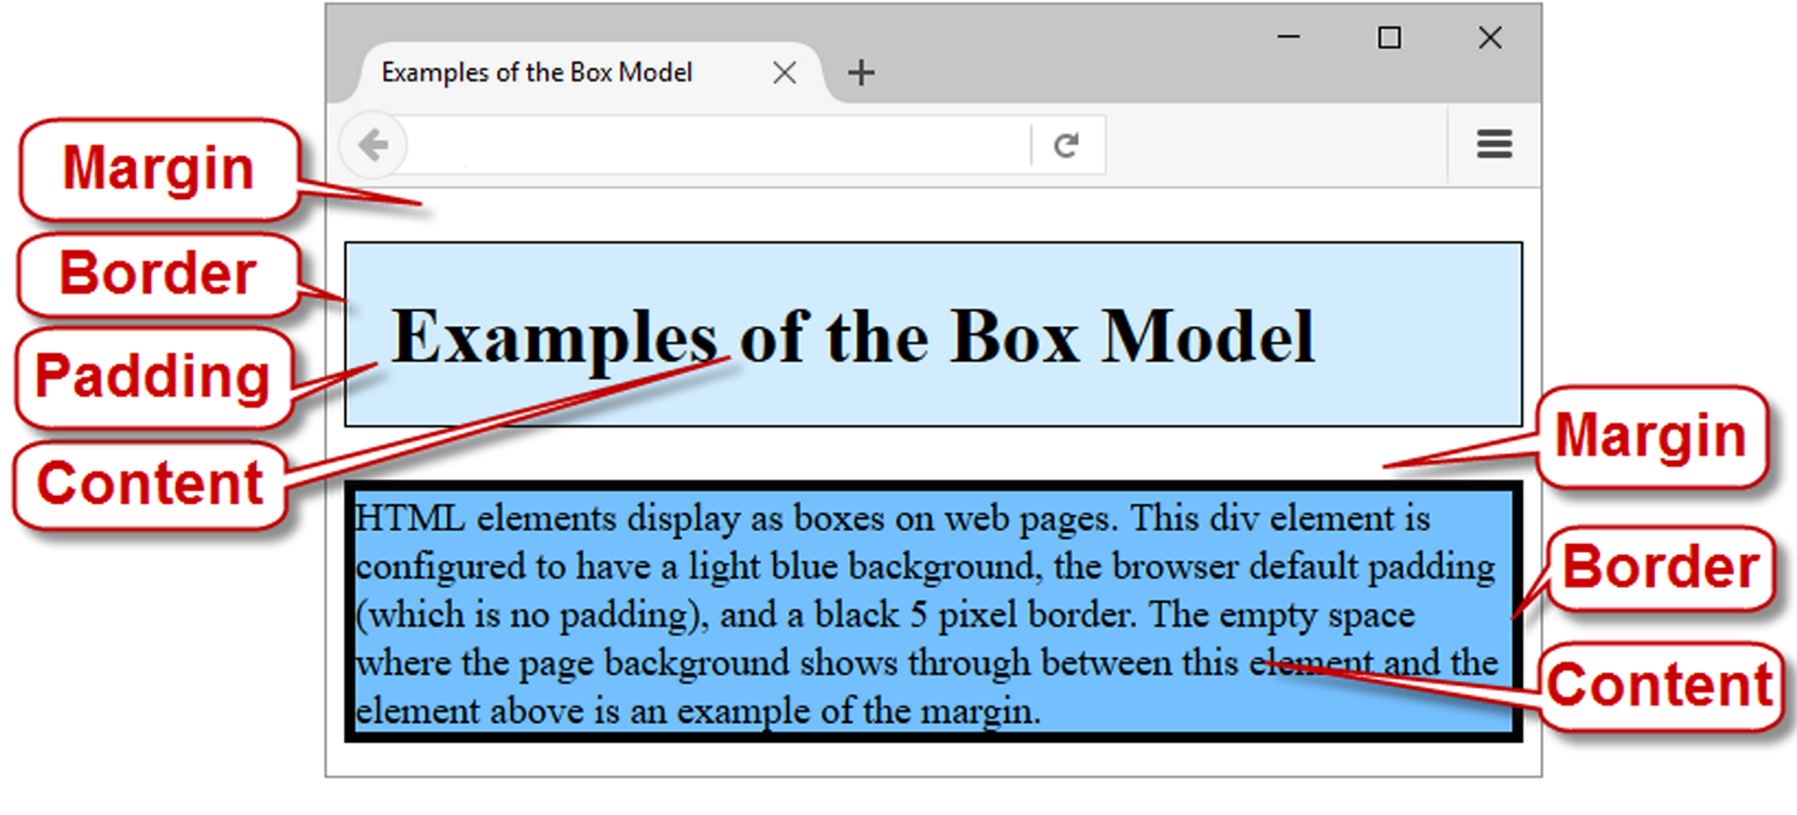 Examples of the Box Model
Margin
Border
Padding
Content
Examples of the Box Model
Margin
Border
Content
HTML elements display as boxes on web pages. This div element is
configured to have a light blue background, the browser default padding
(which is no padding), and a black 5 pixel border. The empty space
where the page background shows through between this element and the
element above is an example of the margin.